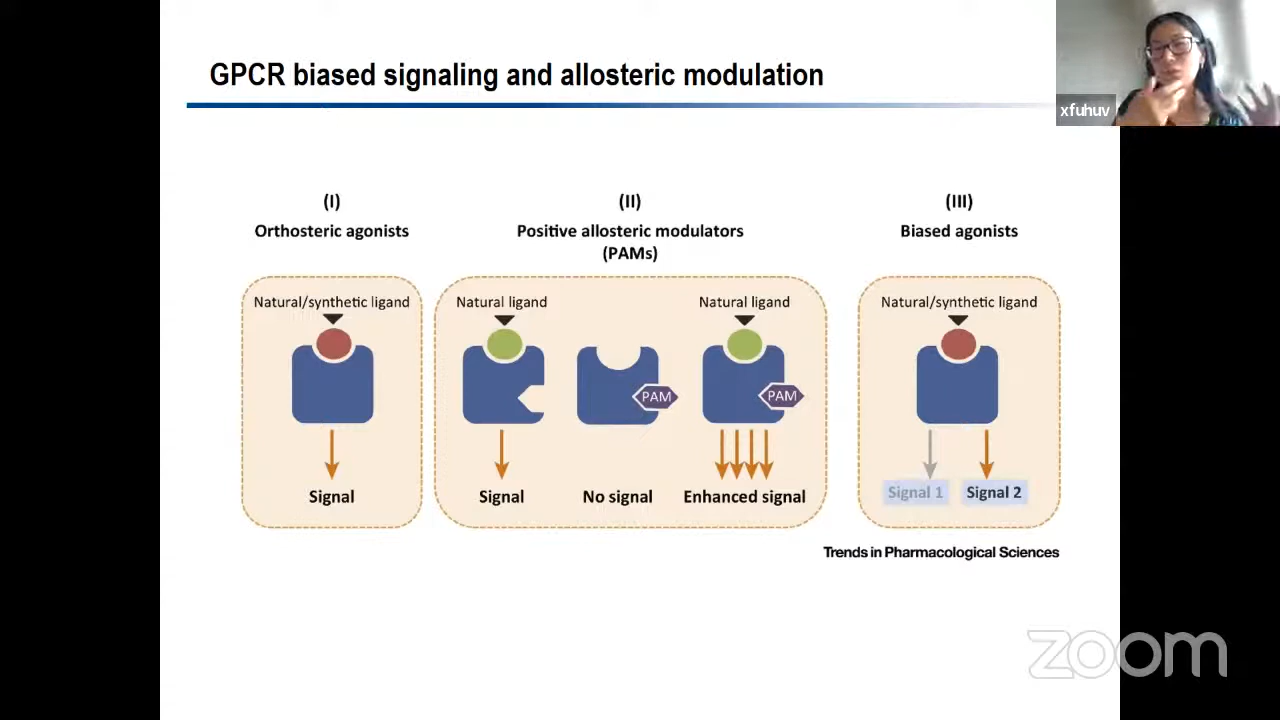 GPCR biased signaling and allosteric modulation
xfuhuv
(I)
Orthosteric agonists
Natural/synthetic ligand
Signal
(II)
Positive allosteric modulators
(PAMs)
Natural ligand
Signal
PAM
No signal
Natural ligand
PAM
Enhanced signal
(III)
Biased agonists
Natural/synthetic ligand
Signal 1
Signal 2
Trends in Pharmacological Sciences
zoom